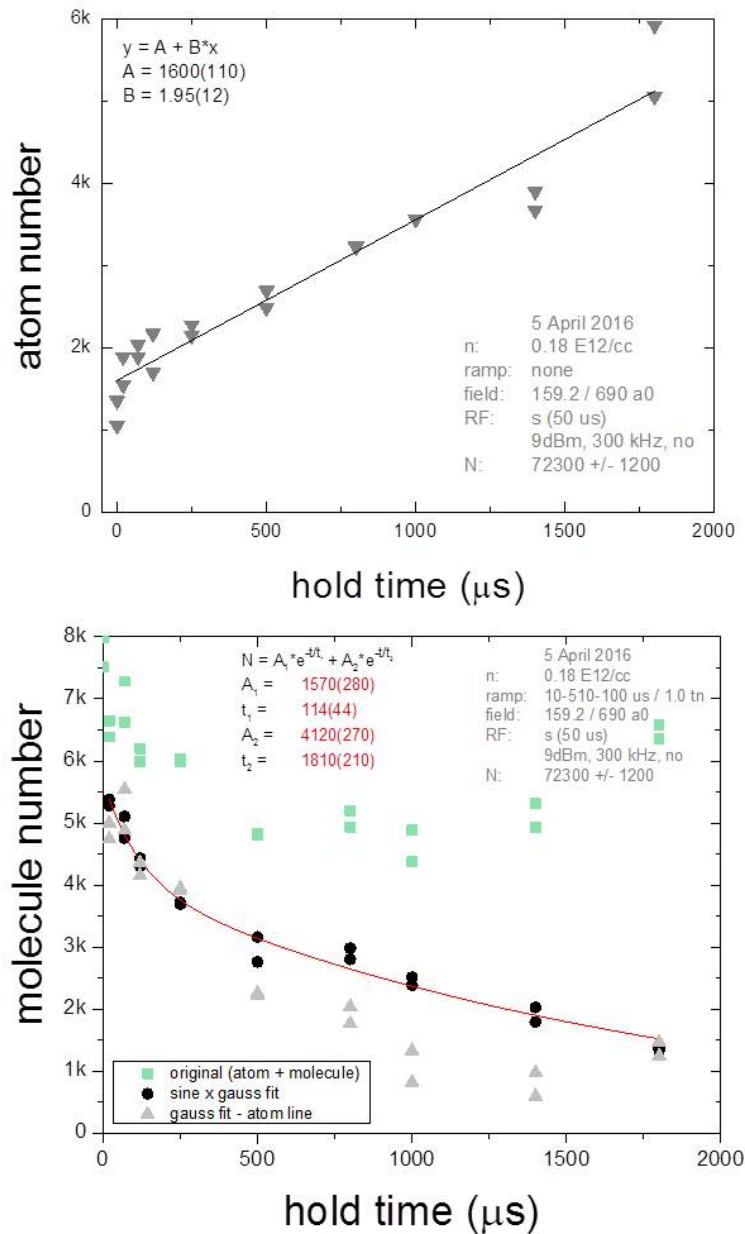 y = A + B*x
A = 1600(110)
B = 1.95(12)
6k
4k
2k
0
atom number
5 April 2016
n: 0.18 E12/cc
ramp: none
field: 159.2 / 690 a0
RF: s (50 us)
9dBm, 300 kHz, no
N: 72300 +/- 1200
0 500 1000 1500 2000
hold time (μs)
8k
7k
6k
5k
4k
3k
2k
1k
0
molecule number
N = A₁*e^-t/t₁ + A₂*e^-t/t₂
A₁ = 1570(280)
t₁ = 114(44)
A₂ = 4120(270)
t₂ = 1810(210)
5 April 2016
n: 0.18 E12/cc
ramp: 10-510-100 us / 1.0 tn
field: 159.2 / 690 a0
RF: s (50 us)
9dBm, 300 kHz, no
N: 72300 +/- 1200
original (atom + molecule)
sine x gauss fit
gauss fit - atom line
0 500 1000 1500 2000
hold time (μs)